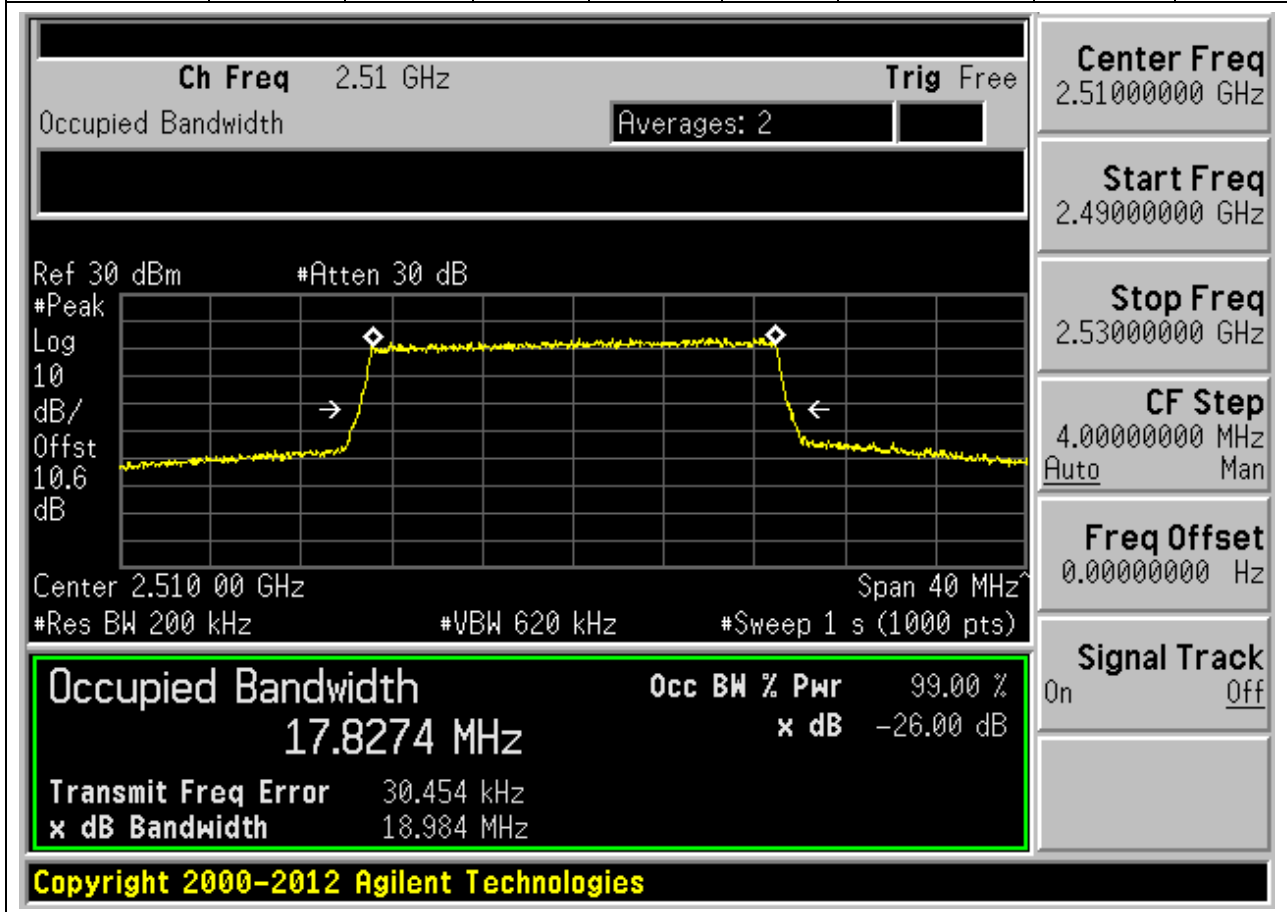 Ch Freq 2.51 GHz Trig Free
Occupied Bandwidth Averages: 2
Ref 30 dBm #Atten 30 dB
#Peak
Log
10
dB/
Offst
10.6
dB
Center 2.510 00 GHz Span 40 MHz^
#Res BW 200 kHz #VBW 620 kHz #Sweep 1 s (1000 pts)
Occupied Bandwidth Occ BW % Pwr 99.00 %
17.8274 MHz x dB -26.00 dB
Transmit Freq Error 30.454 kHz
x dB Bandwidth 18.984 MHz
Copyright 2000-2012 Agilent Technologies
Center Freq
2.51000000 GHz
Start Freq
2.49000000 GHz
Stop Freq
2.53000000 GHz
CF Step
4.00000000 MHz
Auto Man
Freq Offset
0.00000000 Hz
Signal Track
On Off